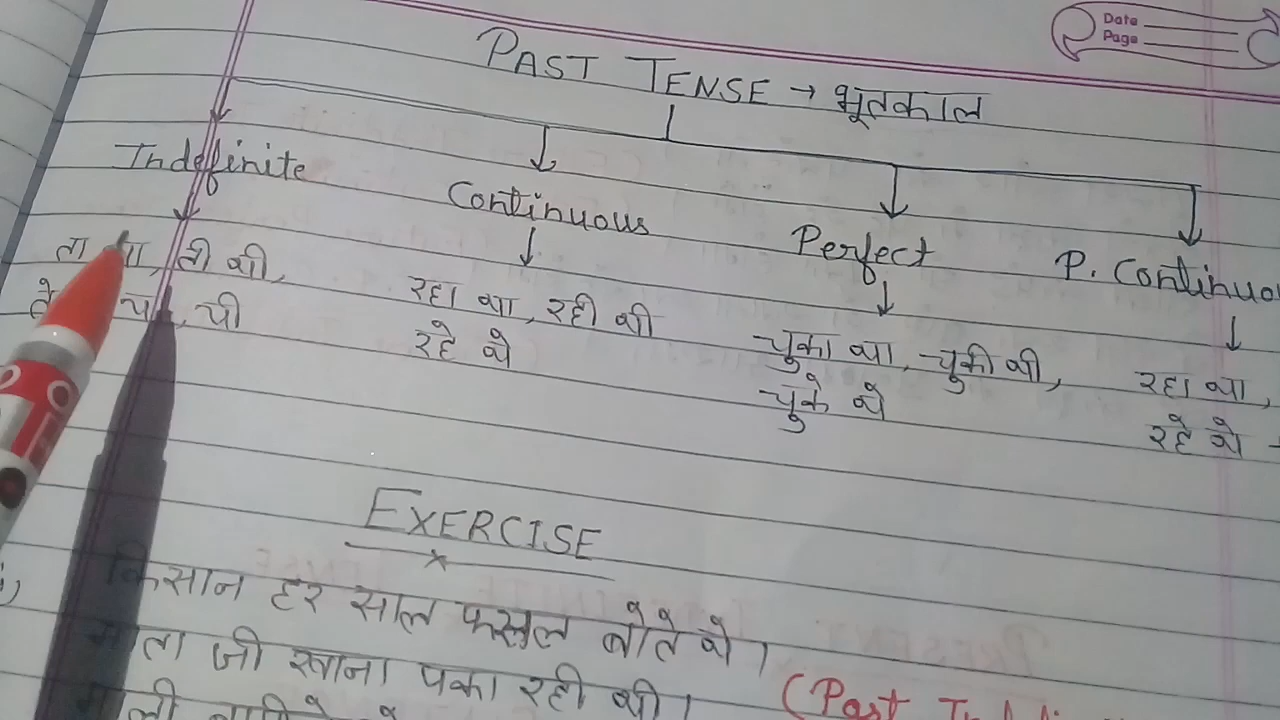 Date
Page
PAST TENSE → भूतकाल
Indefinite
Continuous
Perfect
P. Continuo
ता था, ती थी,
रहा था, रही थी
रहे थे
चुका था, चुकी थी,
चुके थे
रहा था,
रहे थे
EXERCISE
किसान हर साल फसल बोते थे।
माता जी खाना पका रही थी।
(Past